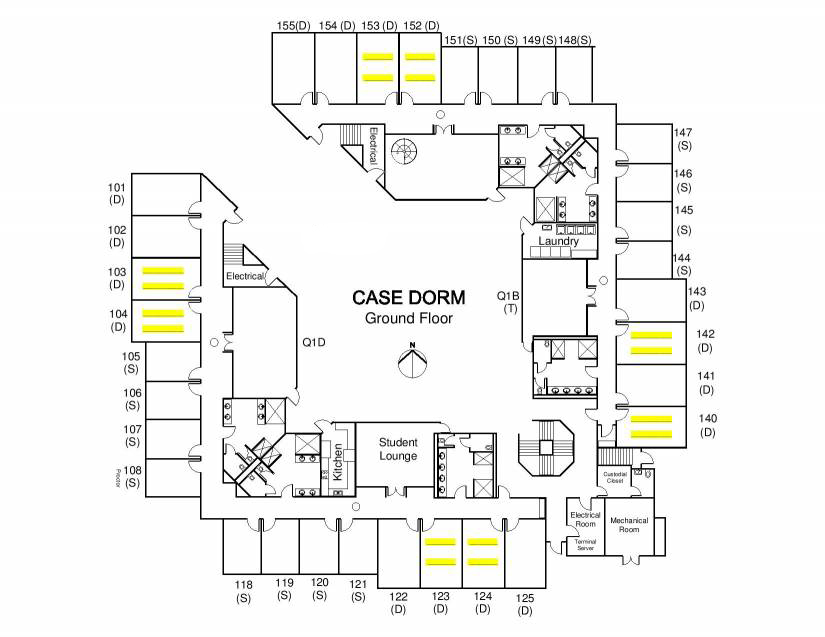 155(D) 154 (D) 153 (D) 152 (D)
151(S) 150 (S) 149 (S) 148(S)
Electrical
147
(S)
146
(S)
145
(S)
144
(S)
101
(D)
102
(D)
103
(D)
104
(D)
105
(S)
106
(S)
107
(S)
108
(S)
Proctor
Electrical
Laundry
CASE DORM
Ground Floor
N
Q1B
(T)
Q1D
143
(D)
142
(D)
141
(D)
140
(D)
Kitchen
Student
Lounge
Custodial
Closet
Electrical
Room
Terminal
Server
Mechanical
Room
118
(S)
119
(S)
120
(S)
121
(S)
122
(D)
123
(D)
124
(D)
125
(D)